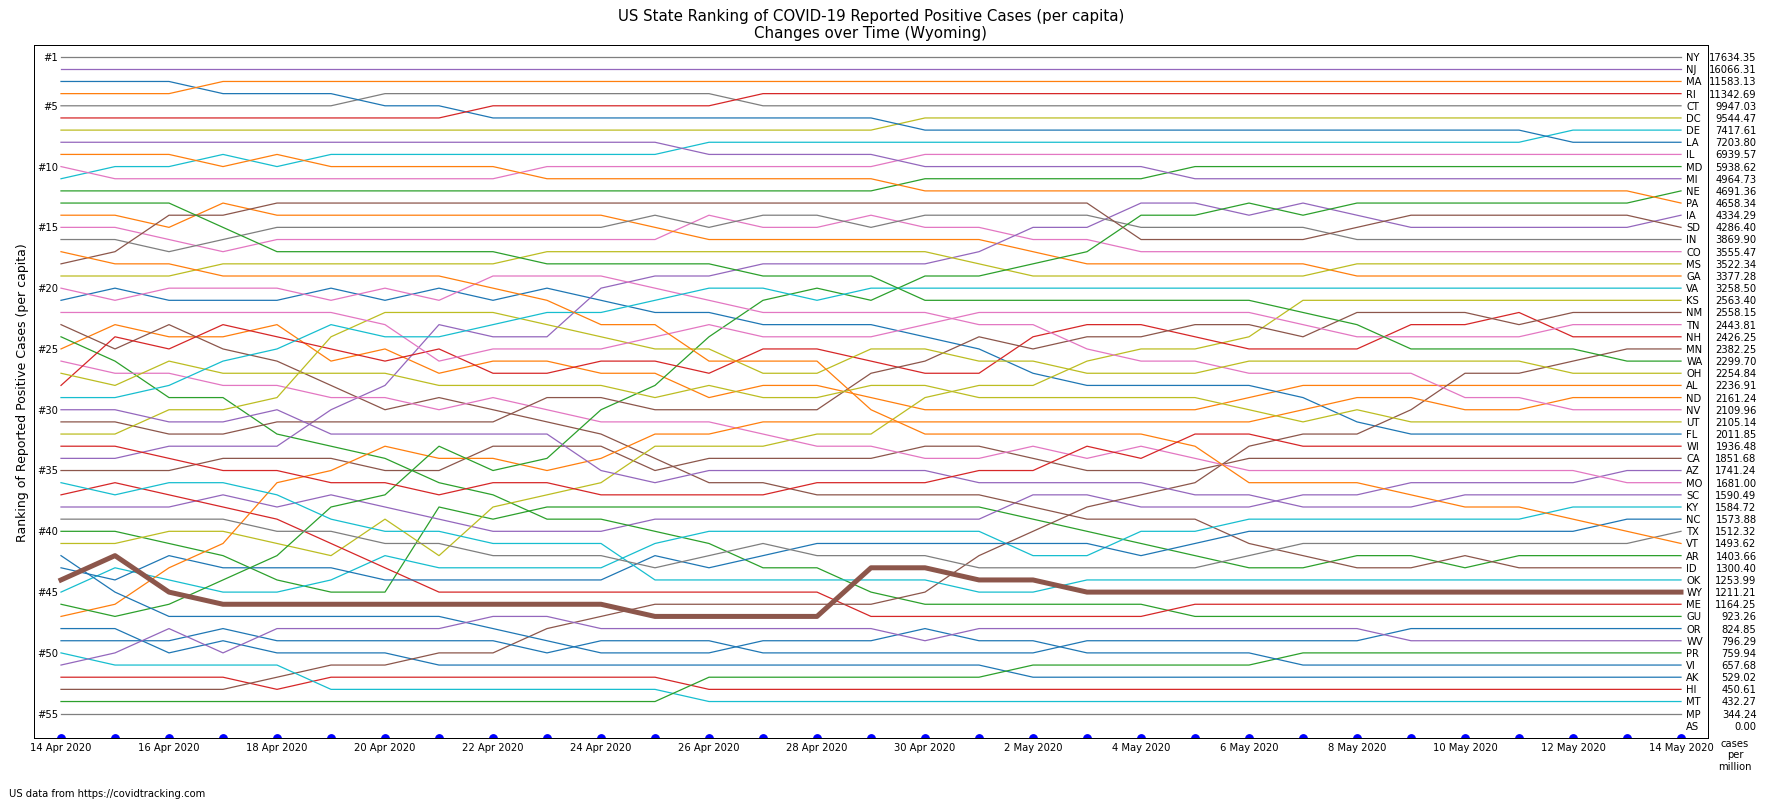 US State Ranking of COVID-19 Reported Positive Cases (per capita)
Changes over Time (Wyoming)
Ranking of Reported Positive Cases (per capita)
#1
#5
#10
#15
#20
#25
#30
#35
#40
#45
#50
#55
NY 17634.35
NJ 16066.31
MA 11583.13
RI 11342.69
CT 9947.03
DC 9544.47
DE 7417.61
LA 7203.80
IL 6939.57
MD 5938.62
MI 4964.73
NE 4691.36
PA 4658.34
IA 4334.29
SD 4286.40
IN 3869.90
CO 3555.47
MS 3522.34
GA 3377.28
VA 3258.50
KS 2563.40
NM 2558.15
TN 2443.81
NH 2426.25
MN 2382.25
WA 2299.70
OH 2254.84
AL 2236.91
ND 2161.24
NV 2109.96
UT 2105.14
FL 2011.85
WI 1936.48
CA 1851.68
AZ 1741.24
MO 1681.00
SC 1590.49
KY 1584.72
NC 1573.88
TX 1512.32
VT 1493.62
AR 1403.66
ID 1300.40
OK 1253.99
WY 1211.21
ME 1164.25
GU 923.26
OR 824.85
WV 796.29
PR 759.94
VI 657.68
AK 529.02
HI 450.61
MT 432.27
MP 344.24
AS 0.00
14 Apr 2020 16 Apr 2020 18 Apr 2020 20 Apr 2020 22 Apr 2020 24 Apr 2020 26 Apr 2020 28 Apr 2020 30 Apr 2020 2 May 2020 4 May 2020 6 May 2020 8 May 2020 10 May 2020 12 May 2020 14 May 2020
cases
per
million
US data from https://covidtracking.com